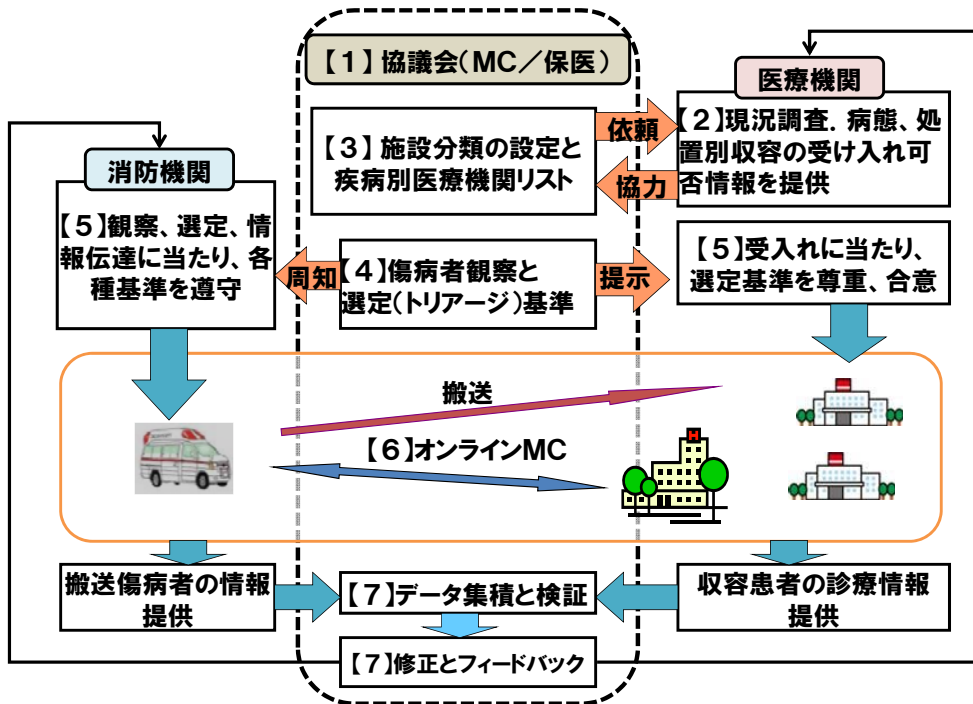 【１】協議会（ＭＣ／保医）
医療機関
依頼
【２】現況調査．病態、処
置別収容の受け入れ可
否情報を提供
【３】施設分類の設定と
疾病別医療機関リスト
協力
消防機関
【５】観察、選定、情
報伝達に当たり、各
種基準を遵守
周知
【４】傷病者観察と
選定（トリアージ）基準
提示
【５】受入れに当たり、
選定基準を尊重、合意
搬送
【６】オンラインＭＣ
H
搬送傷病者の情報
提供
【７】データ集積と検証
収容患者の診療情報
提供
【７】修正とフィードバック